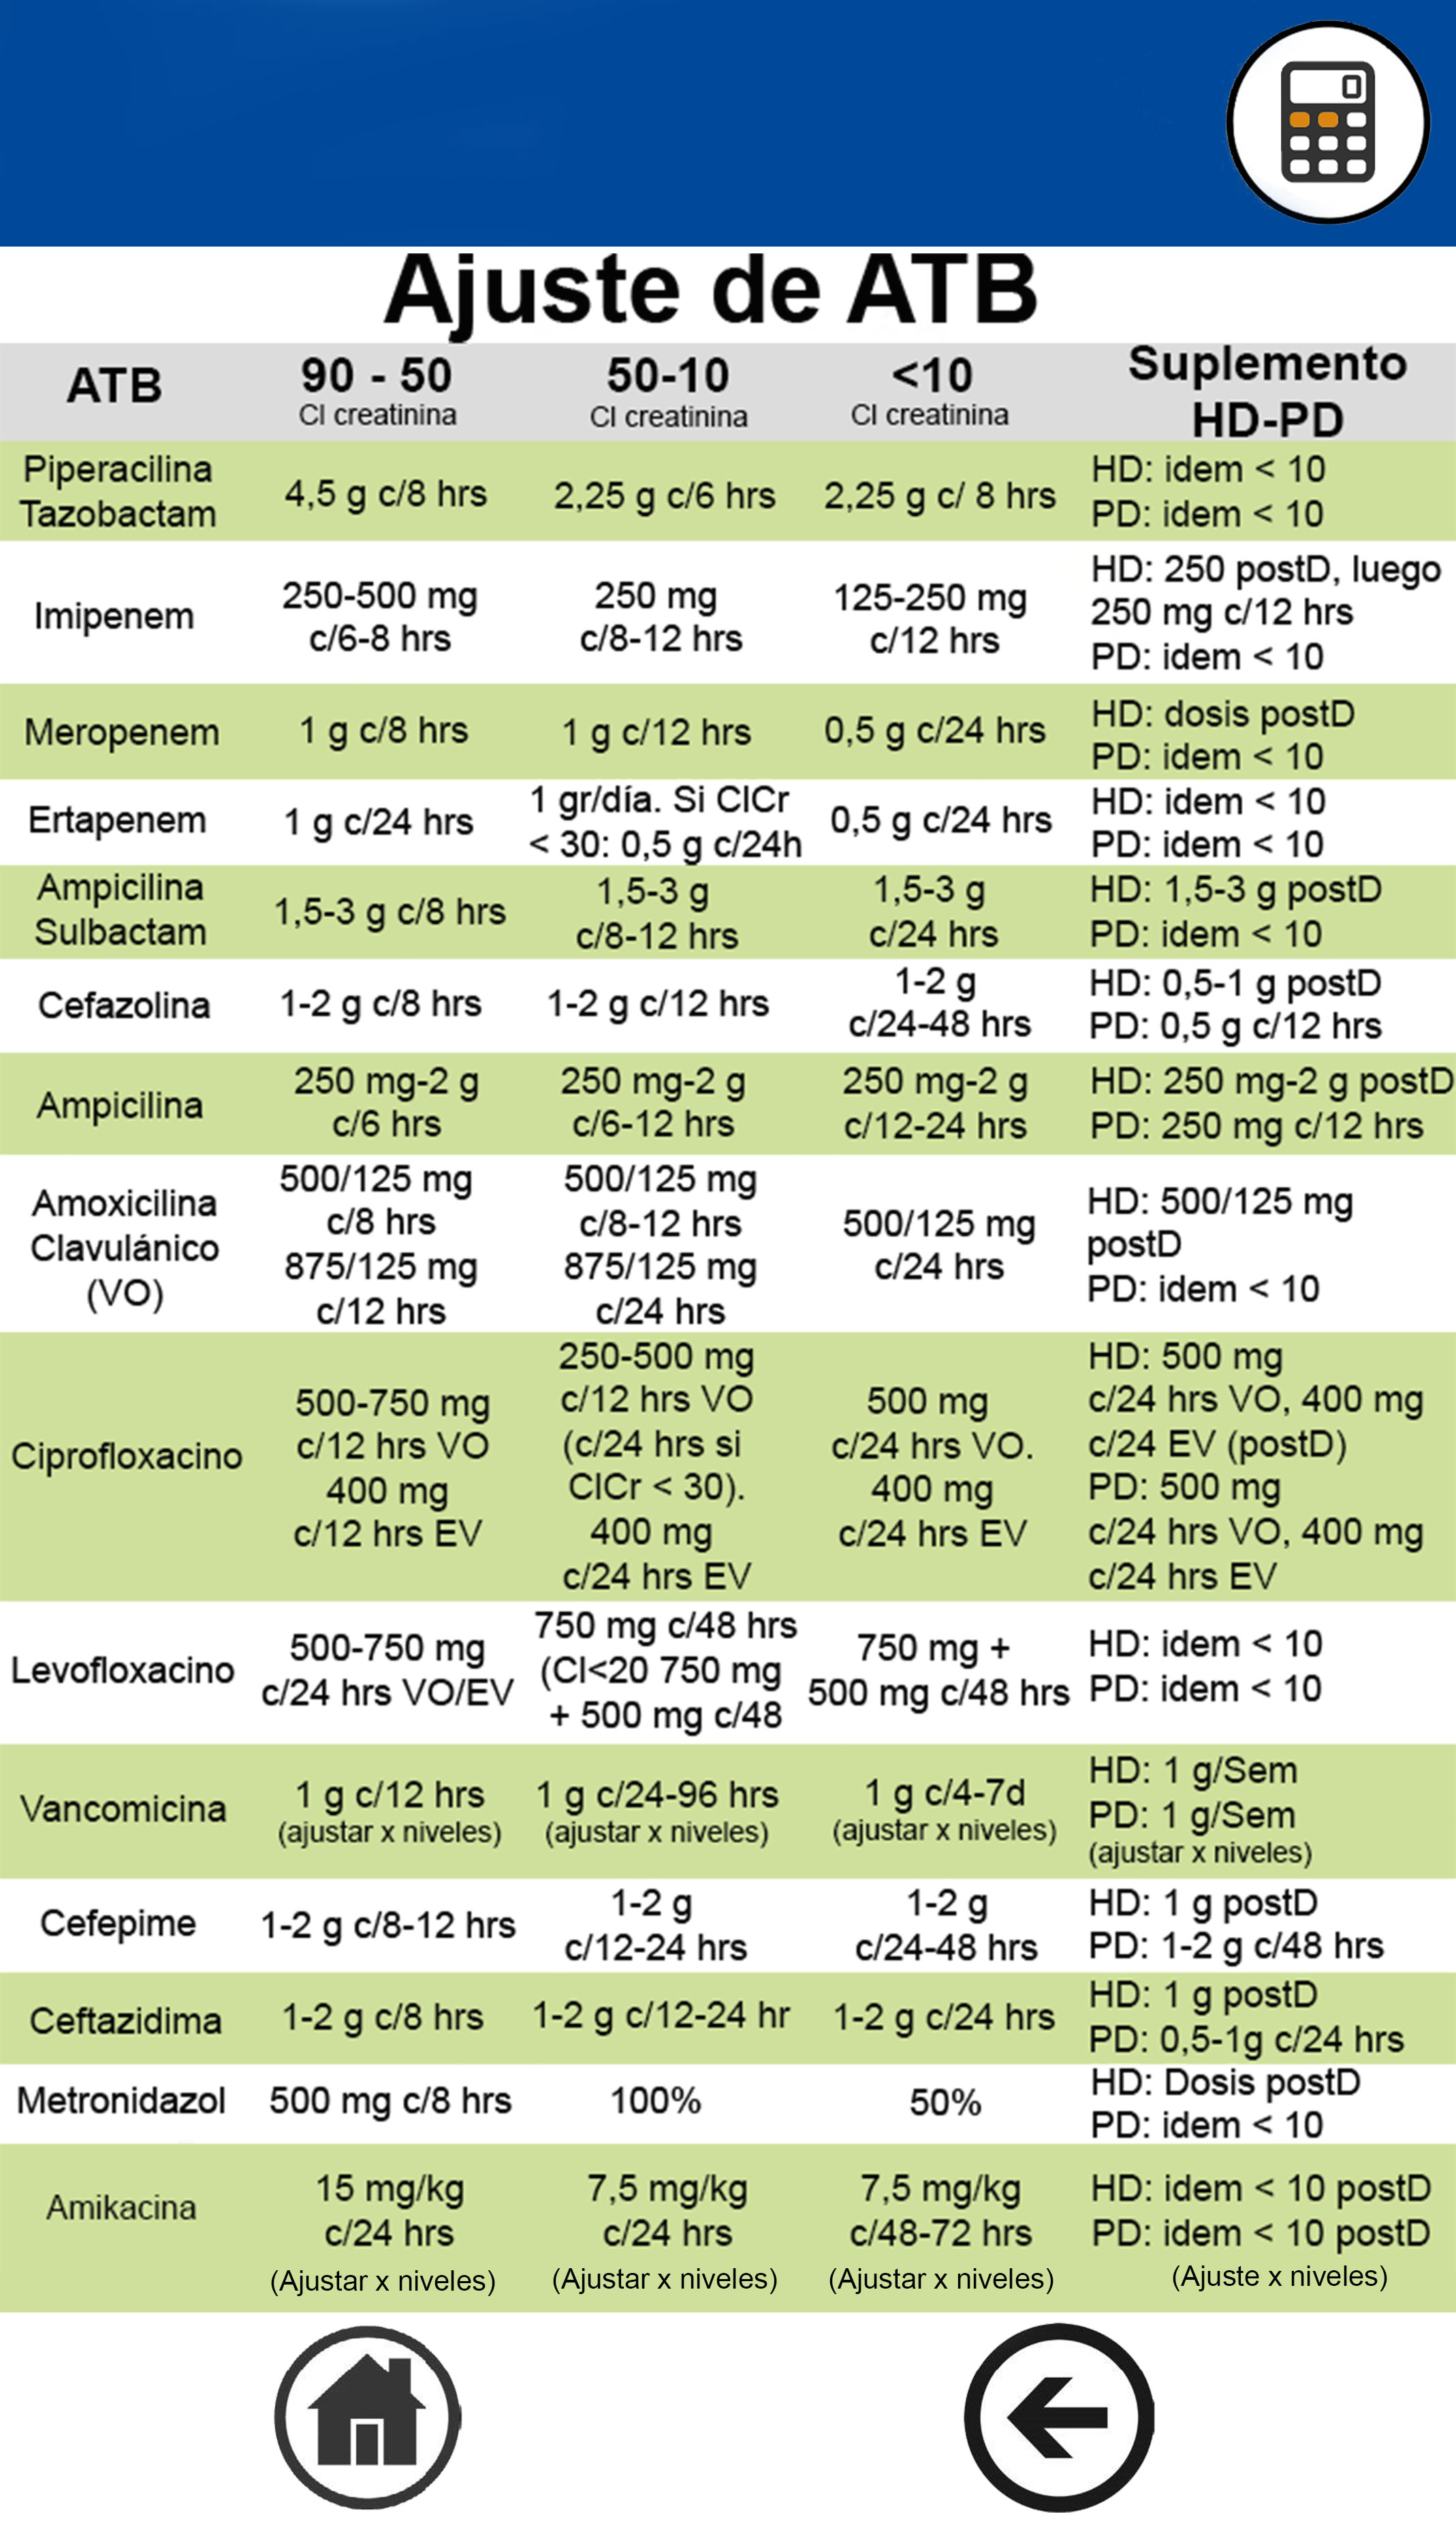 0
Ajuste de ATB
ATB
90 - 50
Cl creatinina
50-10
Cl creatinina
<10
Cl creatinina
Suplemento
HD-PD
Piperacilina
Tazobactam
4,5 g c/8 hrs
2,25 g c/6 hrs
2,25 g c/ 8 hrs
HD: idem < 10
PD: idem < 10
Imipenem
250-500 mg
c/6-8 hrs
250 mg
c/8-12 hrs
125-250 mg
c/12 hrs
HD: 250 postD, luego
250 mg c/12 hrs
PD: idem < 10
Meropenem
1 g c/8 hrs
1 g c/12 hrs
0,5 g c/24 hrs
HD: dosis postD
PD: idem < 10
Ertapenem
1 g c/24 hrs
1 gr/día. Si ClCr
< 30: 0,5 g c/24h
0,5 g c/24 hrs
HD: idem < 10
PD: idem < 10
Ampicilina
Sulbactam
1,5-3 g c/8 hrs
1,5-3 g
c/8-12 hrs
1,5-3 g
c/24 hrs
HD: 1,5-3 g postD
PD: idem < 10
Cefazolina
1-2 g c/8 hrs
1-2 g c/12 hrs
1-2 g
c/24-48 hrs
HD: 0,5-1 g postD
PD: 0,5 g c/12 hrs
Ampicilina
250 mg-2 g
c/6 hrs
250 mg-2 g
c/6-12 hrs
250 mg-2 g
c/12-24 hrs
HD: 250 mg-2 g postD
PD: 250 mg c/12 hrs
Amoxicilina
Clavulánico
(VO)
500/125 mg
c/8 hrs
875/125 mg
c/12 hrs
500/125 mg
c/8-12 hrs
875/125 mg
c/24 hrs
500/125 mg
c/24 hrs
HD: 500/125 mg
postD
PD: idem < 10
Ciprofloxacino
500-750 mg
c/12 hrs VO
400 mg
c/12 hrs EV
250-500 mg
c/12 hrs VO
(c/24 hrs si
ClCr < 30).
400 mg
c/24 hrs EV
500 mg
c/24 hrs VO.
400 mg
c/24 hrs EV
HD: 500 mg
c/24 hrs VO, 400 mg
c/24 EV (postD)
PD: 500 mg
c/24 hrs VO, 400 mg
c/24 hrs EV
Levofloxacino
500-750 mg
c/24 hrs VO/EV
750 mg c/48 hrs
(Cl<20 750 mg
+ 500 mg c/48
750 mg +
500 mg c/48 hrs
HD: idem < 10
PD: idem < 10
Vancomicina
1 g c/12 hrs
(ajustar x niveles)
1 g c/24-96 hrs
(ajustar x niveles)
1 g c/4-7d
(ajustar x niveles)
HD: 1 g/Sem
PD: 1 g/Sem
(ajustar x niveles)
Cefepime
1-2 g c/8-12 hrs
1-2 g
c/12-24 hrs
1-2 g
c/24-48 hrs
HD: 1 g postD
PD: 1-2 g c/48 hrs
Ceftazidima
1-2 g c/8 hrs
1-2 g c/12-24 hr
1-2 g c/24 hrs
HD: 1 g postD
PD: 0,5-1g c/24 hrs
Metronidazol
500 mg c/8 hrs
100%
50%
HD: Dosis postD
PD: idem < 10
Amikacina
15 mg/kg
c/24 hrs
(Ajustar x niveles)
7,5 mg/kg
c/24 hrs
(Ajustar x niveles)
7,5 mg/kg
c/48-72 hrs
(Ajustar x niveles)
HD: idem < 10 postD
PD: idem < 10 postD
(Ajuste x niveles)